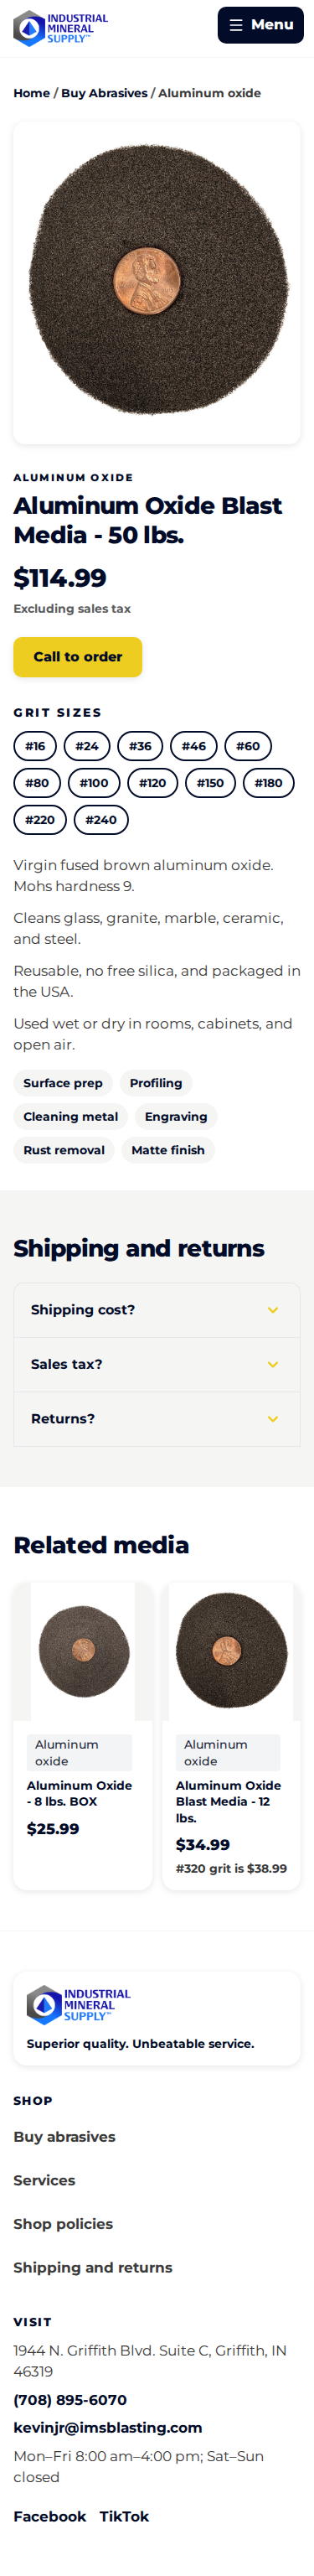 INDUSTRIAL
MINERAL
SUPPLY™
Menu
Home / Buy Abrasives / Aluminum oxide
ALUMINUM OXIDE
Aluminum Oxide Blast
Media - 50 lbs.
$114.99
Excluding sales tax
Call to order
GRIT SIZES
#16 #24 #36 #46 #60
#80 #100 #120 #150 #180
#220 #240
Virgin fused brown aluminum oxide.
Mohs hardness 9.
Cleans glass, granite, marble, ceramic,
and steel.
Reusable, no free silica, and packaged in
the USA.
Used wet or dry in rooms, cabinets, and
open air.
Surface prep Profiling
Cleaning metal Engraving
Rust removal Matte finish
Shipping and returns
Shipping cost?
Sales tax?
Returns?
Related media
Aluminum
oxide
Aluminum Oxide
- 8 lbs. BOX
$25.99
Aluminum
oxide
Aluminum Oxide
Blast Media - 12
lbs.
$34.99
#320 grit is $38.99
INDUSTRIAL
MINERAL
SUPPLY™
Superior quality. Unbeatable service.
SHOP
Buy abrasives
Services
Shop policies
Shipping and returns
VISIT
1944 N. Griffith Blvd. Suite C, Griffith, IN
46319
(708) 895-6070
kevinjr@imsblasting.com
Mon–Fri 8:00 am–4:00 pm; Sat–Sun
closed
Facebook TikTok